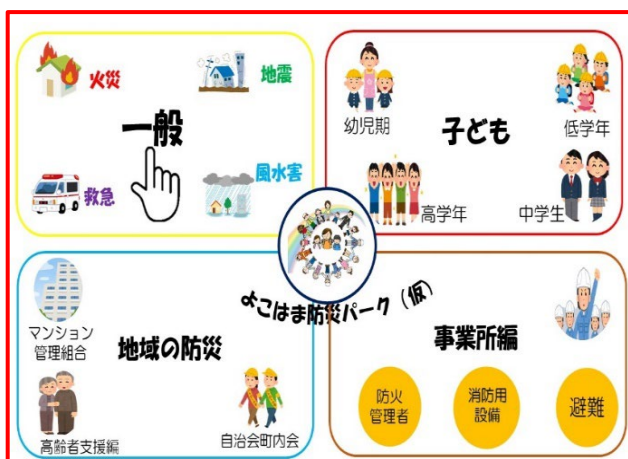 火災
地震
一般
救急
風水害
幼児期
子ども
低学年
高学年
中学生
よこはま防災パーク（仮）
マンション
管理組合
地域の防災
高齢者支援編
自治会町内会
事業所編
防火
管理者
消防用
設備
避難